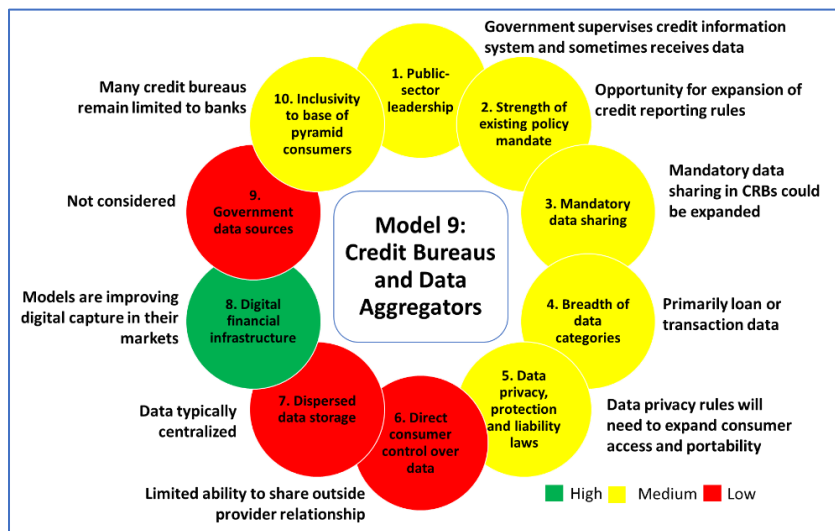 Government supervises credit information
system and sometimes receives data
1. Public-
sector
leadership
2. Strength of
existing policy
mandate
Opportunity for expansion of
credit reporting rules
3. Mandatory
data sharing
Mandatory data
sharing in CRBs could
be expanded
4. Breadth of
data
categories
Primarily loan or
transaction data
5. Data
privacy,
protection
and liability
laws
Data privacy rules will
need to expand consumer
access and portability
6. Direct
consumer
control over
data
Limited ability to share outside
provider relationship
7. Dispersed
data storage
Data typically
centralized
8. Digital
financial
infrastructure
Models are improving
digital capture in their
markets
9.
Government
data sources
Not considered
10. Inclusivity
to base of
pyramid
consumers
Many credit bureaus
remain limited to banks
Model 9:
Credit Bureaus
and Data
Aggregators
High Medium Low